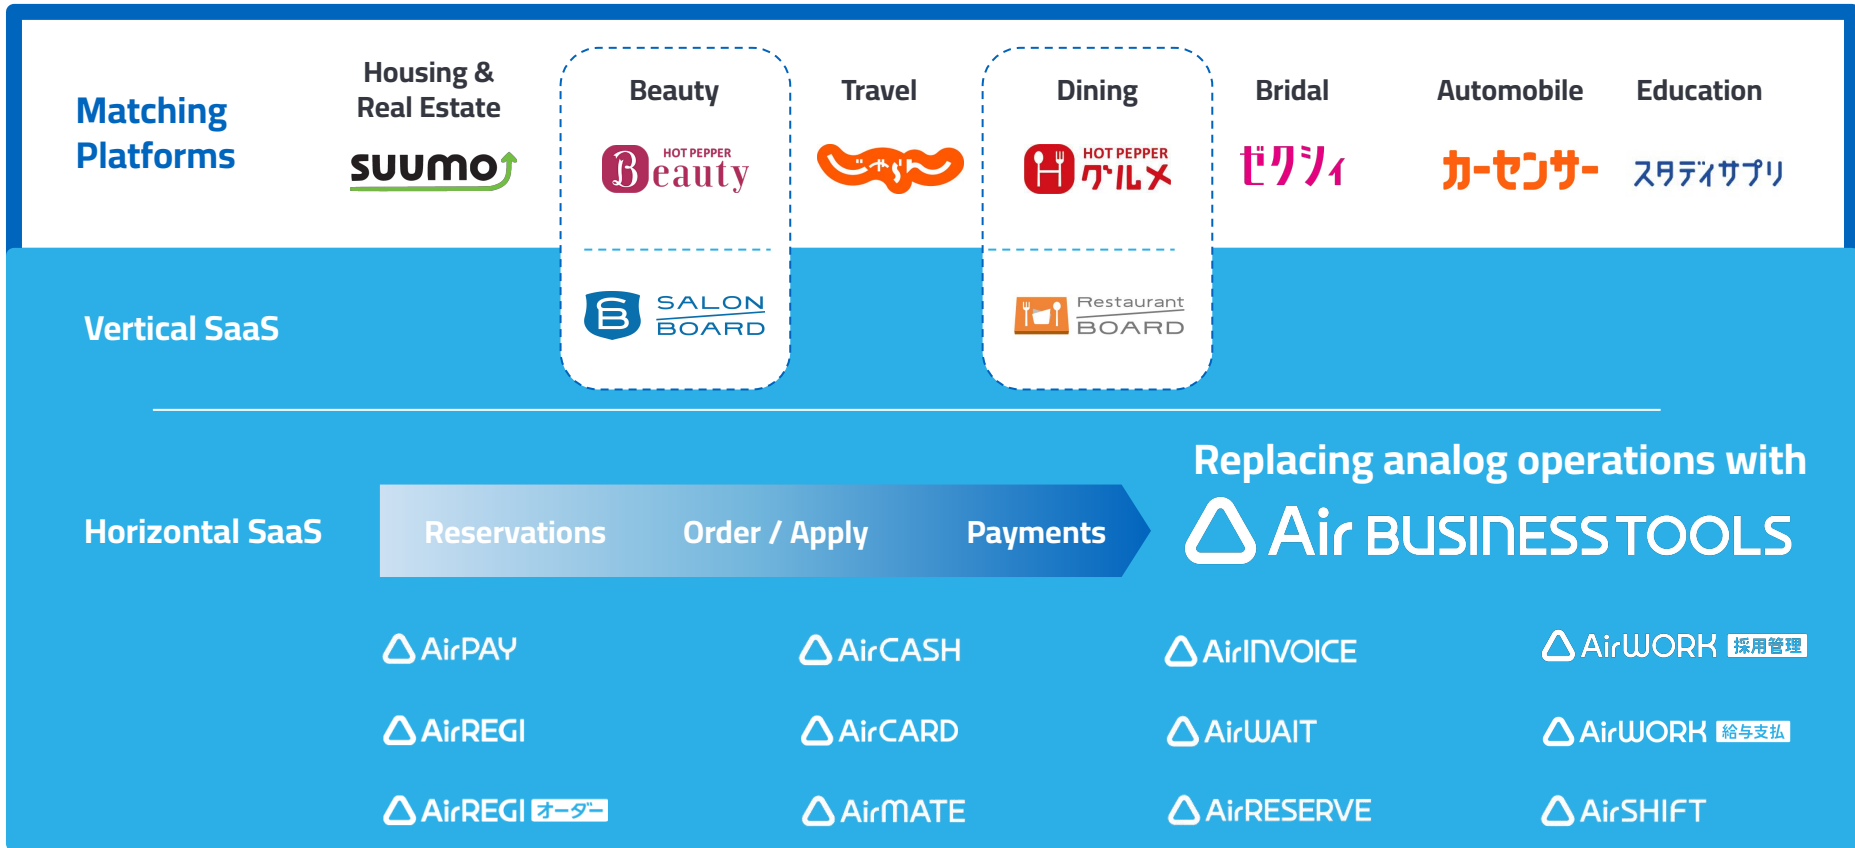 Matching
Platforms
Housing &
Real Estate
SUUMO
Beauty
HOT PEPPER
Beauty
Travel
じゃらん
Dining
HOT PEPPER
グルメ
Bridal
ゼクシィ
Automobile
カーセンサー
Education
スタディサプリ
Vertical SaaS
SALON
BOARD
Restaurant
BOARD
Horizontal SaaS
Reservations
Order / Apply
Payments
Replacing analog operations with
Air BUSINESS TOOLS
AirPAY
AirCASH
AirINVOICE
AirWORK 採用管理
AirREGI
AirCARD
AirWAIT
AirWORK 給与支払
AirREGI オーダー
AirMATE
AirRESERVE
AirSHIFT